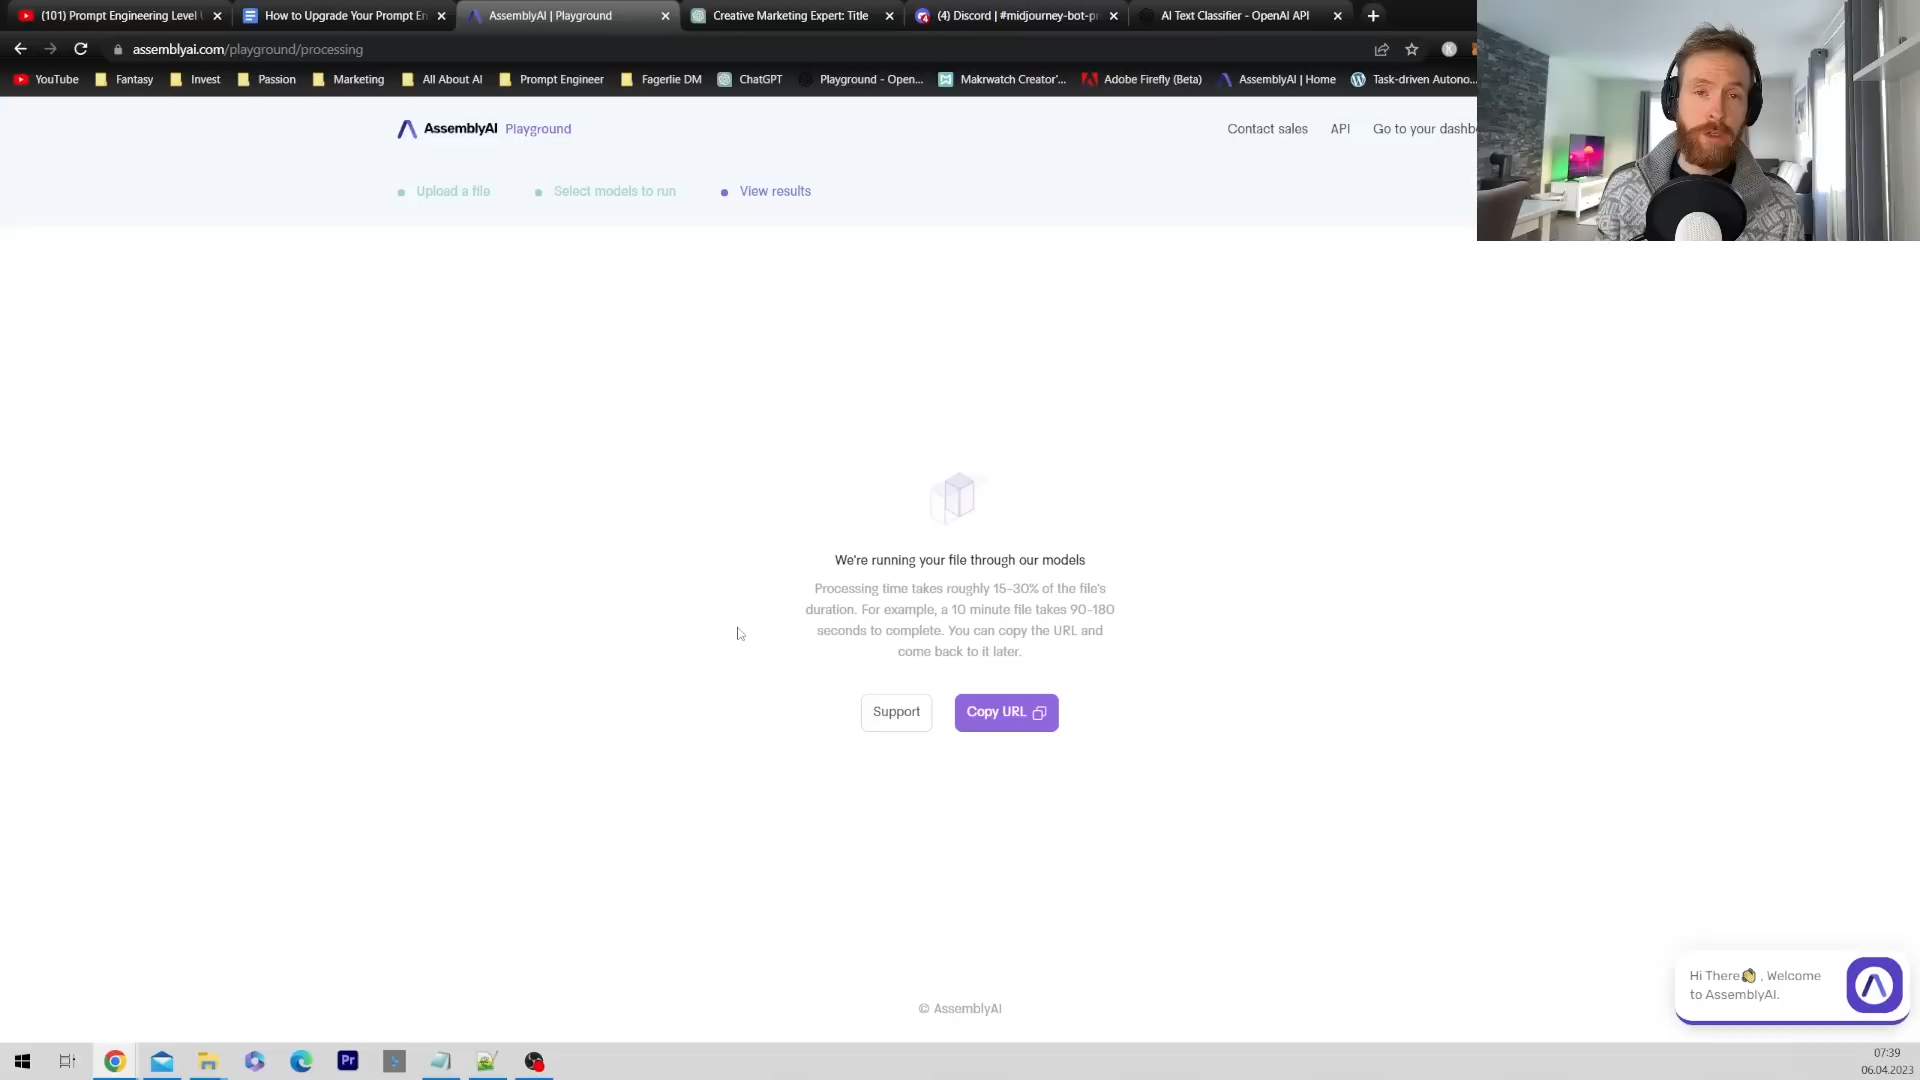 (101) Prompt Engineering Level
How to Upgrade Your Prompt En
AssemblyAI | Playground
Creative Marketing Expert: Title
(4) Discord | #midjourney-bot-pr
AI Text Classifier - OpenAI API
assemblyai.com/playground/processing
K
YouTube
Fantasy
Invest
Passion
Marketing
All About AI
Prompt Engineer
Fagerlie DM
ChatGPT
Playground - Open...
Makrwatch Creator'...
Adobe Firefly (Beta)
AssemblyAI | Home
Task-driven Autono...
AssemblyAI Playground
Contact sales
API
Go to your dashbo
Upload a file
Select models to run
View results
We're running your file through our models
Processing time takes roughly 15-30% of the file's
duration. For example, a 10 minute file takes 90-180
seconds to complete. You can copy the URL and
come back to it later.
Support
Copy URL
Hi There👋 , Welcome
to AssemblyAI.
© AssemblyAI
Pr
07:39
06.04.2023